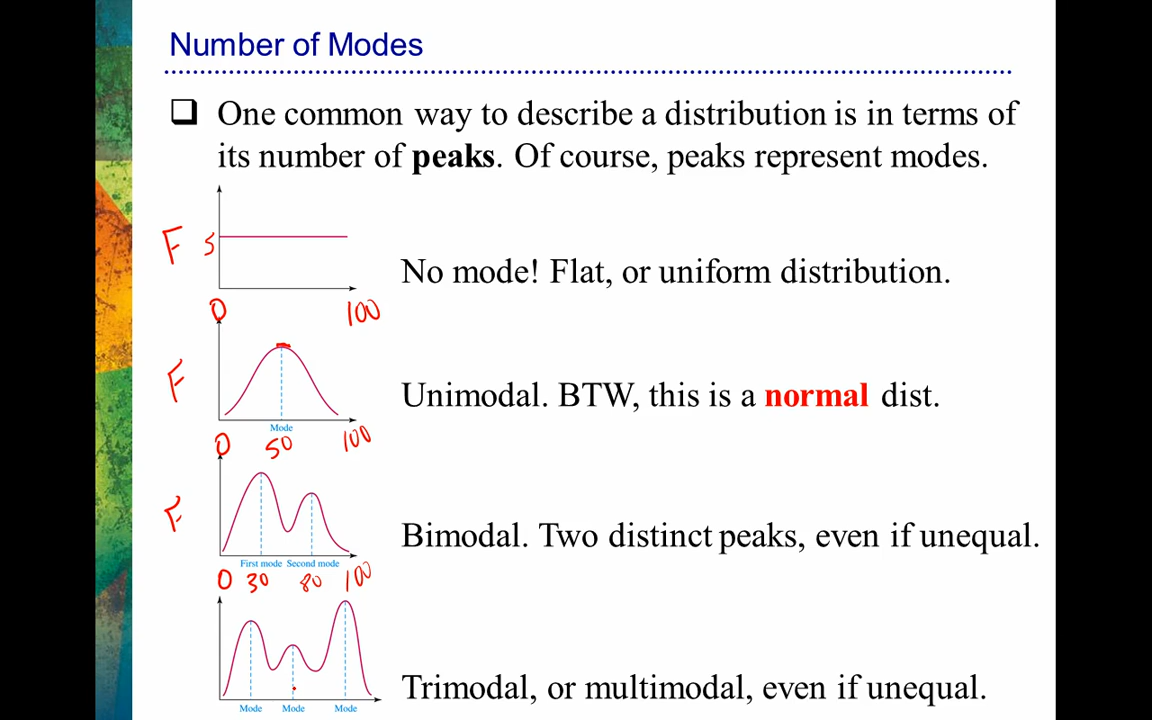 Number of Modes
❑ One common way to describe a distribution is in terms of
its number of peaks. Of course, peaks represent modes.
F 5
No mode! Flat, or uniform distribution.
0 100
F
Unimodal. BTW, this is a normal dist.
Mode
0 50 100
F
Bimodal. Two distinct peaks, even if unequal.
First mode Second mode
0 30 80 100
Trimodal, or multimodal, even if unequal.
Mode Mode Mode